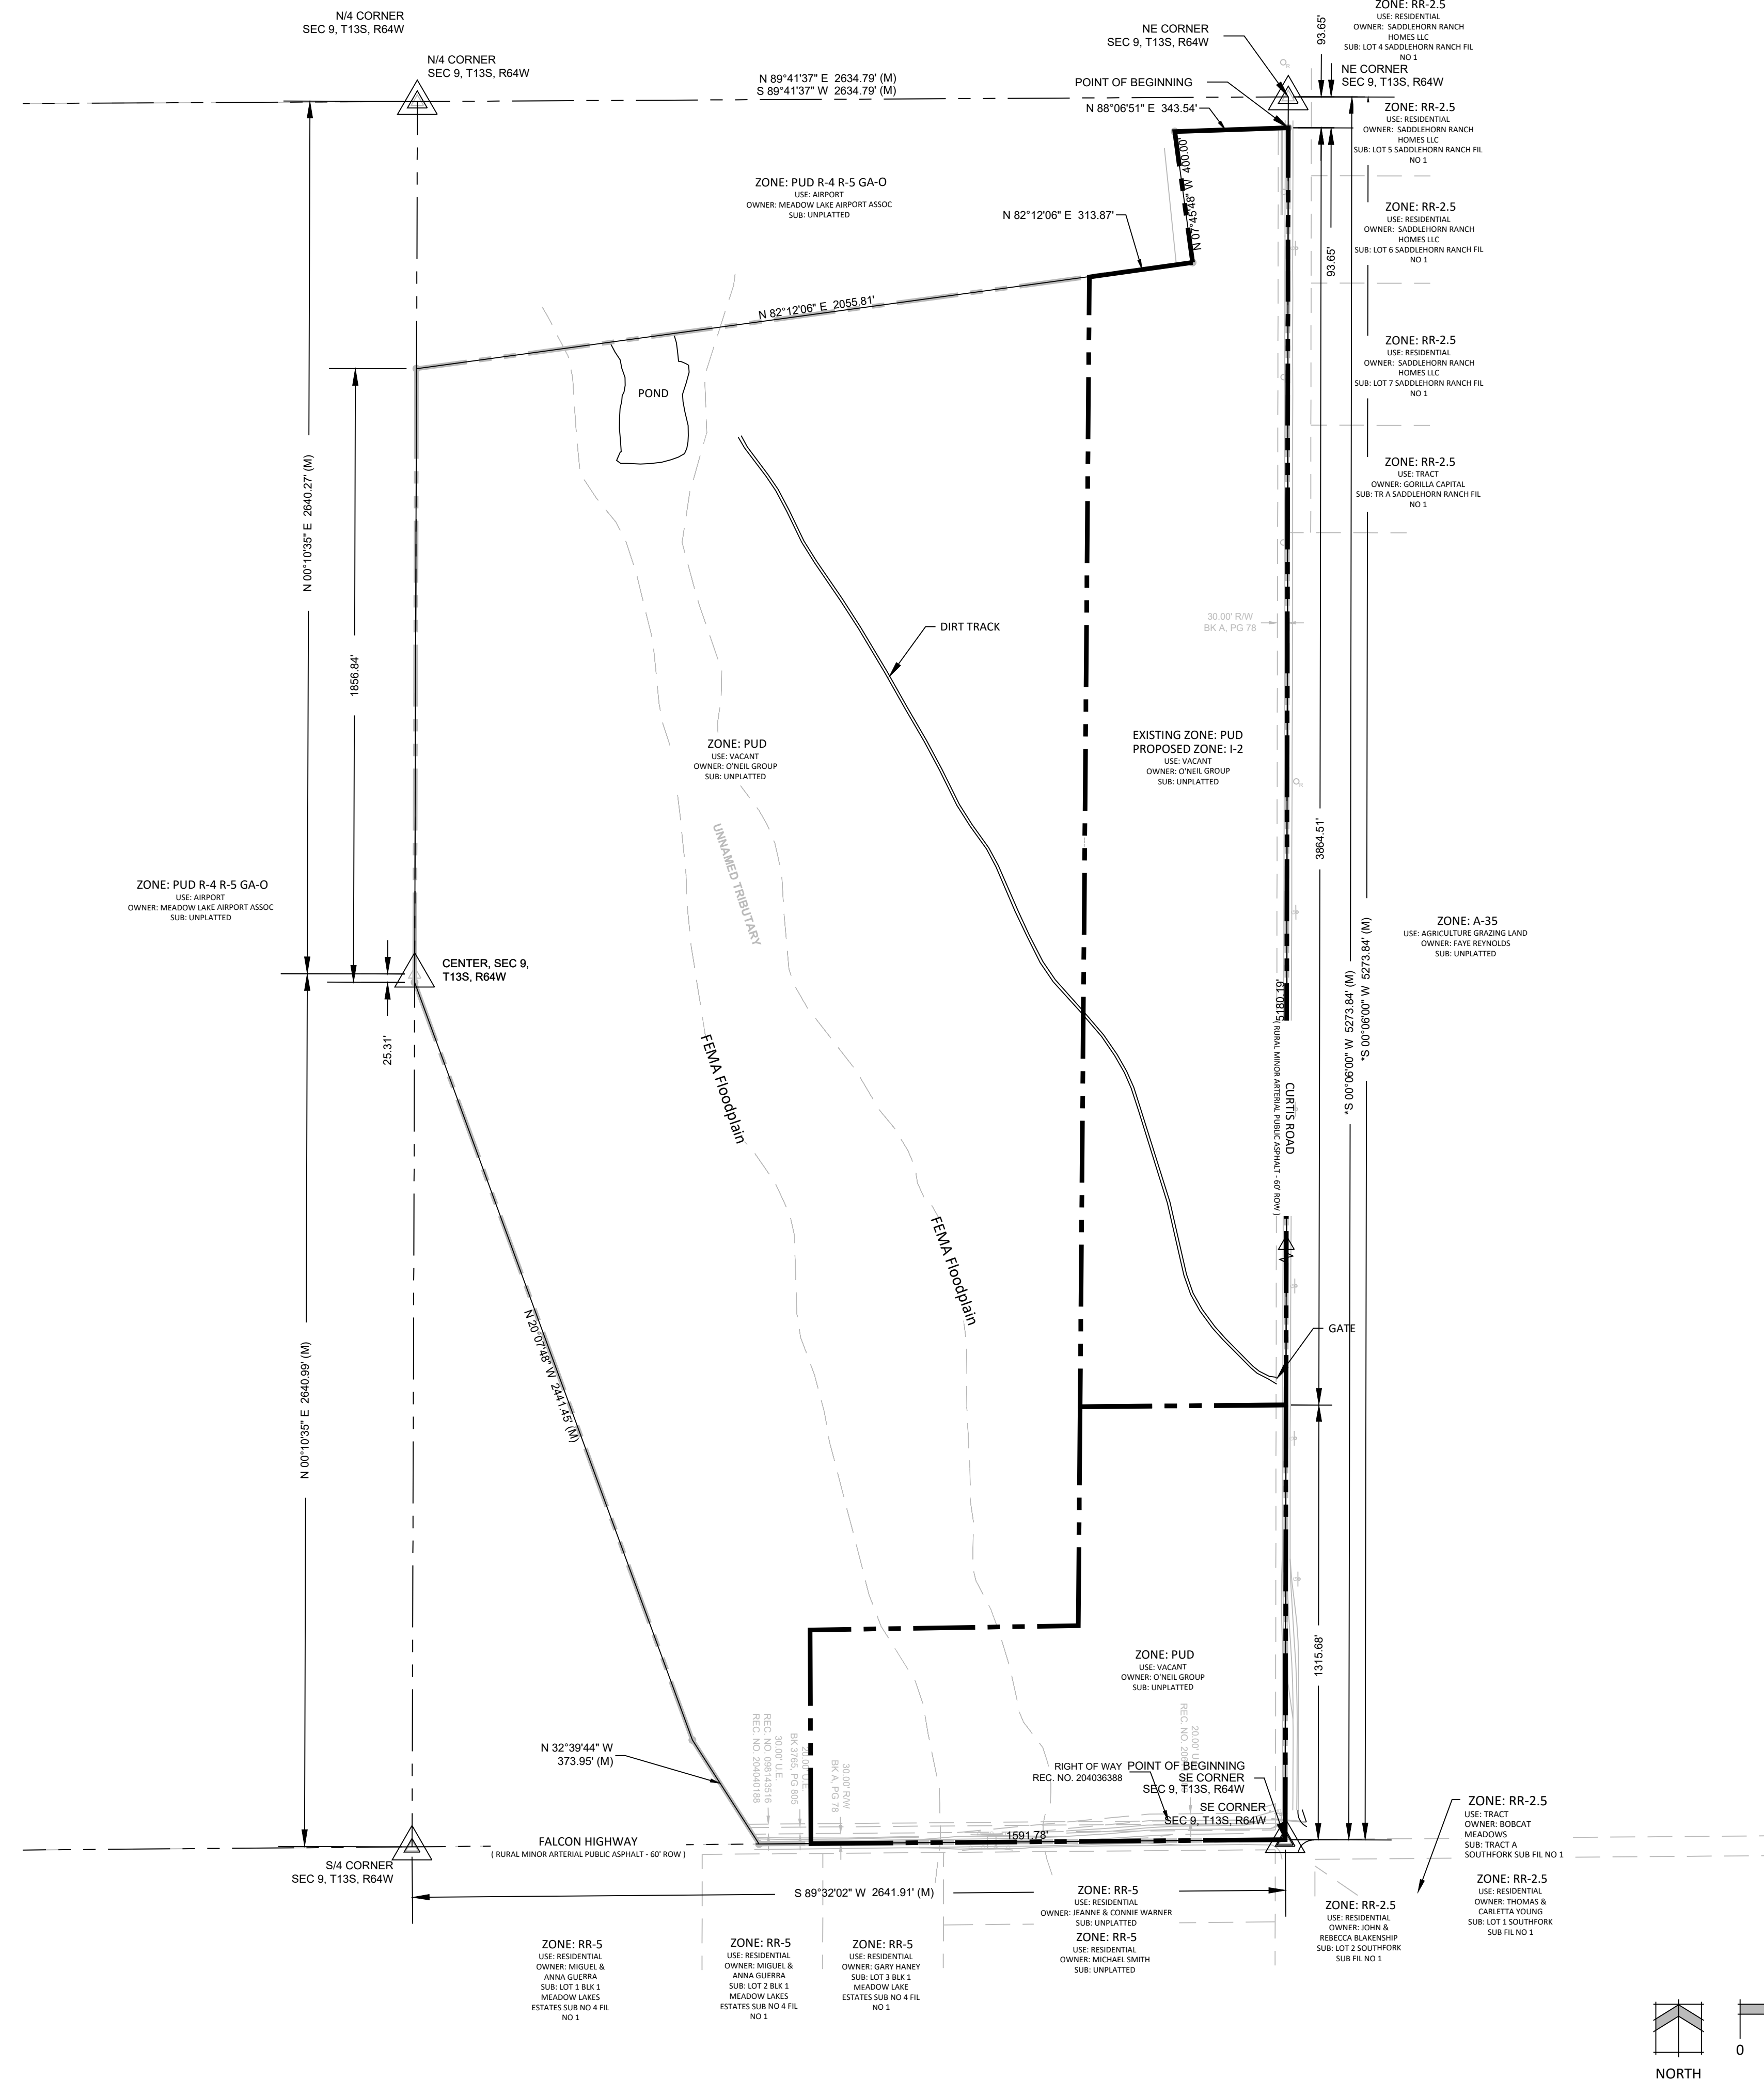 N/4 CORNER
SEC 9, T13S, R64W
N/4 CORNER
SEC 9, T13S, R64W
N 89°41'37" E 2634.79' (M)
S 89°41'37" W 2634.79' (M)
NE CORNER
SEC 9, T13S, R64W
POINT OF BEGINNING
N 88°06'51" E 343.54'
93.65'
ZONE: RR-2.5
USE: RESIDENTIAL
OWNER: SADDLEHORN RANCH
HOMES LLC
SUB: LOT 4 SADDLEHORN RANCH FIL
NO 1
NE CORNER
SEC 9, T13S, R64W
ZONE: RR-2.5
USE: RESIDENTIAL
OWNER: SADDLEHORN RANCH
HOMES LLC
SUB: LOT 5 SADDLEHORN RANCH FIL
NO 1
ZONE: PUD R-4 R-5 GA-O
USE: AIRPORT
OWNER: MEADOW LAKE AIRPORT ASSOC
SUB: UNPLATTED
N 07°45'48" W 400.00'
N 82°12'06" E 313.87'
93.65'
ZONE: RR-2.5
USE: RESIDENTIAL
OWNER: SADDLEHORN RANCH
HOMES LLC
SUB: LOT 6 SADDLEHORN RANCH FIL
NO 1
N 82°12'06" E 2055.81'
ZONE: RR-2.5
USE: RESIDENTIAL
OWNER: SADDLEHORN RANCH
HOMES LLC
SUB: LOT 7 SADDLEHORN RANCH FIL
NO 1
POND
ZONE: RR-2.5
USE: TRACT
OWNER: GORILLA CAPITAL
SUB: TR A SADDLEHORN RANCH FIL
NO 1
N 00°10'35" E 2640.27' (M)
1856.84'
DIRT TRACK
30.00' R/W
BK A, PG 78
ZONE: PUD
USE: VACANT
OWNER: O'NEIL GROUP
SUB: UNPLATTED
EXISTING ZONE: PUD
PROPOSED ZONE: I-2
USE: VACANT
OWNER: O'NEIL GROUP
SUB: UNPLATTED
3864.51'
UNNAMED TRIBUTARY
ZONE: PUD R-4 R-5 GA-O
USE: AIRPORT
OWNER: MEADOW LAKE AIRPORT ASSOC
SUB: UNPLATTED
ZONE: A-35
USE: AGRICULTURE GRAZING LAND
OWNER: FAYE REYNOLDS
SUB: UNPLATTED
CENTER, SEC 9,
T13S, R64W
25.31'
5180.19'
*S 00°06'00" W 5273.84' (M)
*S 00°06'00" W 5273.84' (M)
CURTIS ROAD
( RURAL MINOR ARTERIAL PUBLIC ASPHALT - 60' ROW )
FEMA Floodplain
FEMA Floodplain
GATE
N 20°07'48" W 2441.45' (M)
N 00°10'35" E 2640.99' (M)
1315.68'
ZONE: PUD
USE: VACANT
OWNER: O'NEIL GROUP
SUB: UNPLATTED
N 32°39'44" W
373.95' (M)
30.00' U.E.
REC. NO. 098143516
REC. NO. 204040188
20.00' U.E.
BK 3765, PG 805
30.00' R/W
BK A, PG 78
20.00' U.E.
REC. NO.
RIGHT OF WAY
REC. NO. 204036388
POINT OF BEGINNING
SE CORNER
SEC 9, T13S, R64W
SE CORNER
SEC 9, T13S, R64W
1591.78'
FALCON HIGHWAY
( RURAL MINOR ARTERIAL PUBLIC ASPHALT - 60' ROW )
S/4 CORNER
SEC 9, T13S, R64W
S 89°32'02" W 2641.91' (M)
ZONE: RR-2.5
USE: TRACT
OWNER: BOBCAT
MEADOWS
SUB: TRACT A
SOUTHFORK SUB FIL NO 1
ZONE: RR-2.5
USE: RESIDENTIAL
OWNER: THOMAS &
CARLETTA YOUNG
SUB: LOT 1 SOUTHFORK
SUB FIL NO 1
ZONE: RR-2.5
USE: RESIDENTIAL
OWNER: JOHN &
REBECCA BLAKENSHIP
SUB: LOT 2 SOUTHFORK
SUB FIL NO 1
ZONE: RR-5
USE: RESIDENTIAL
OWNER: JEANNE & CONNIE WARNER
SUB: UNPLATTED
ZONE: RR-5
USE: RESIDENTIAL
OWNER: MICHAEL SMITH
SUB: UNPLATTED
ZONE: RR-5
USE: RESIDENTIAL
OWNER: MIGUEL &
ANNA GUERRA
SUB: LOT 1 BLK 1
MEADOW LAKES
ESTATES SUB NO 4 FIL
NO 1
ZONE: RR-5
USE: RESIDENTIAL
OWNER: MIGUEL &
ANNA GUERRA
SUB: LOT 2 BLK 1
MEADOW LAKES
ESTATES SUB NO 4 FIL
NO 1
ZONE: RR-5
USE: RESIDENTIAL
OWNER: GARY HANEY
SUB: LOT 3 BLK 1
MEADOW LAKE
ESTATES SUB NO 4 FIL
NO 1
NORTH
0